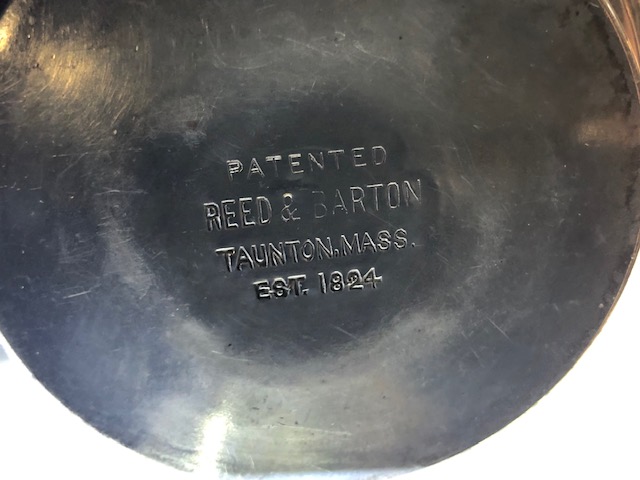 PATENTED
REED & BARTON
TAUNTON, MASS.
EST. 1824